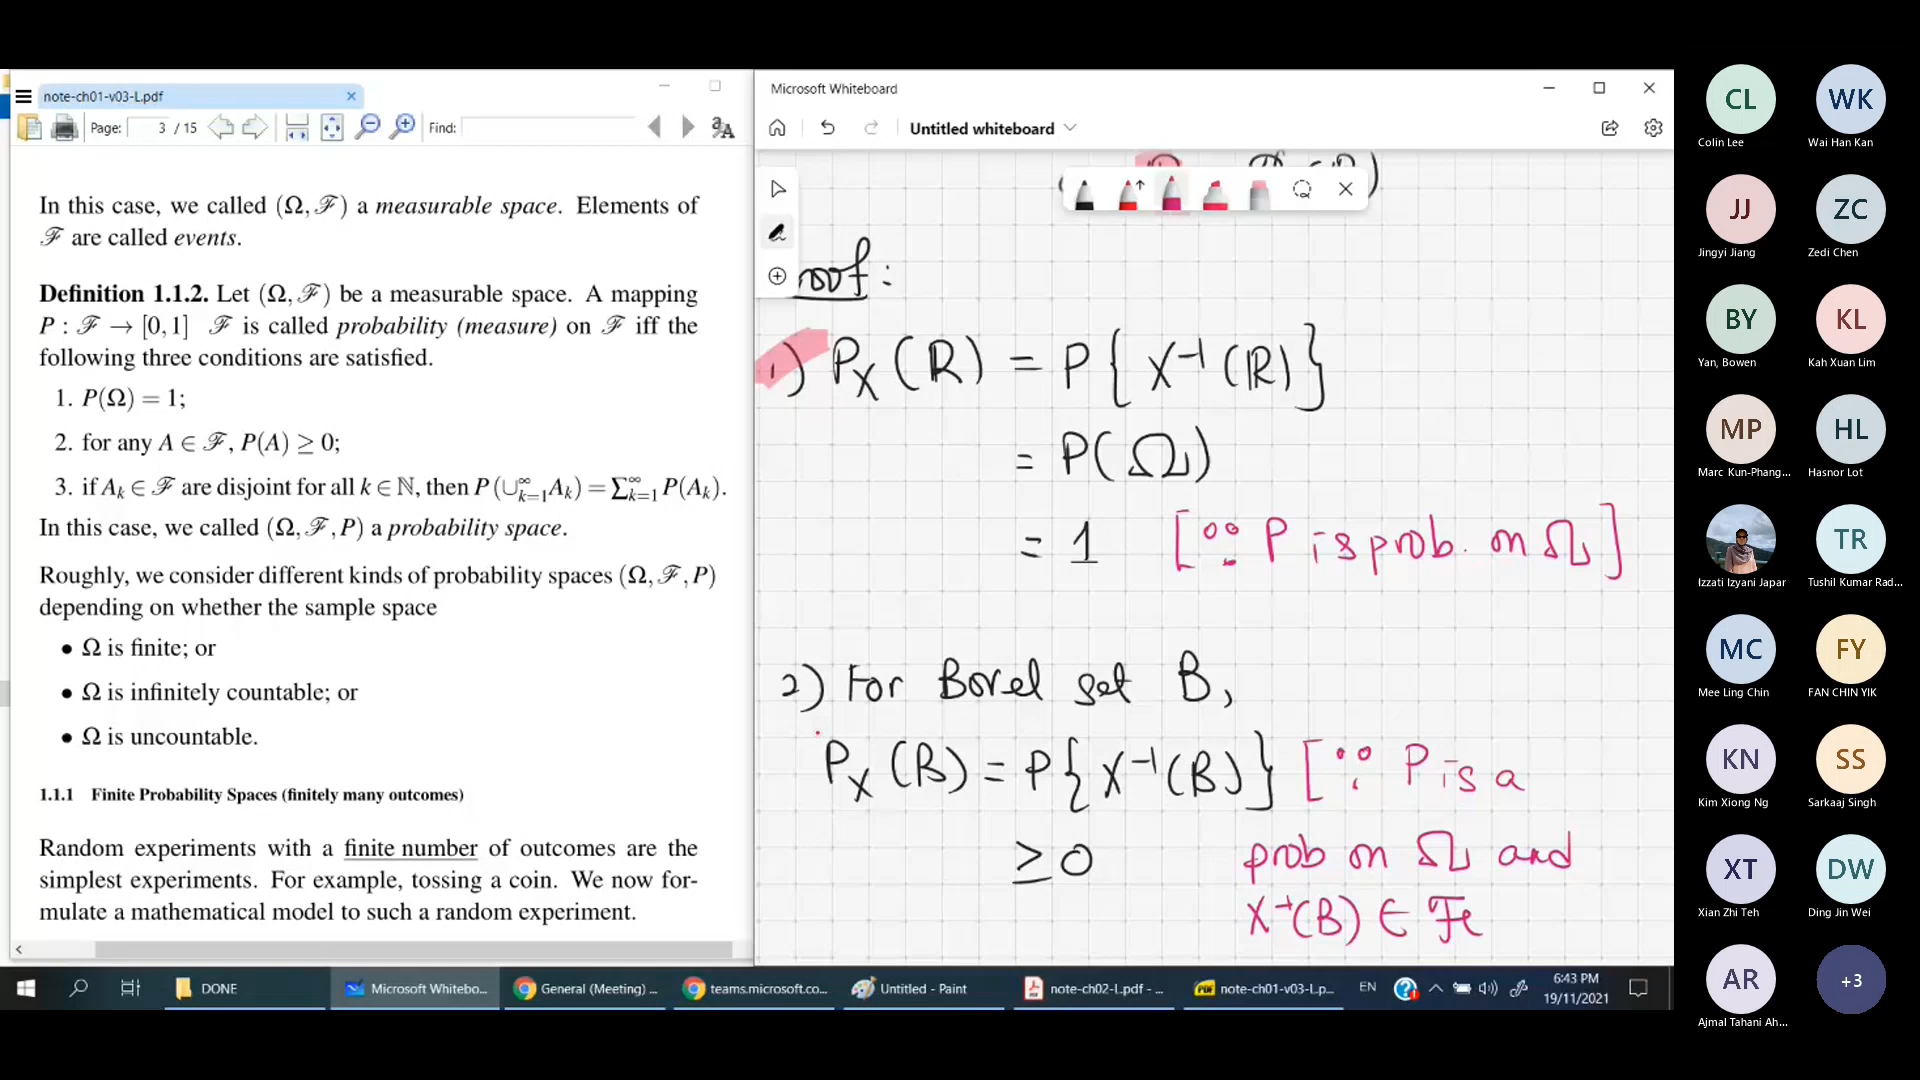 note-ch01-v03-L.pdf
Page: 3 / 15 Find:
In this case, we called (Ω, ℱ) a measurable space. Elements of
ℱ are called events.
Definition 1.1.2. Let (Ω, ℱ) be a measurable space. A mapping
P : ℱ → [0,1] ℱ is called probability (measure) on ℱ iff the
following three conditions are satisfied.
1. P(Ω) = 1;
2. for any A ∈ ℱ, P(A) ≥ 0;
3. if A_k ∈ ℱ are disjoint for all k ∈ ℕ, then P (∪_{k=1}^∞ A_k) = ∑_{k=1}^∞ P(A_k).
In this case, we called (Ω, ℱ, P) a probability space.
Roughly, we consider different kinds of probability spaces (Ω, ℱ, P)
depending on whether the sample space
• Ω is finite; or
• Ω is infinitely countable; or
• Ω is uncountable.
1.1.1 Finite Probability Spaces (finitely many outcomes)
Random experiments with a finite number of outcomes are the
simplest experiments. For example, tossing a coin. We now for-
mulate a mathematical model to such a random experiment.
Microsoft Whiteboard
Untitled whiteboard
roof :
1) P_X (ℝ) = P { X⁻¹ (ℝ) }
= P(Ω)
= 1 [∵ P is prob. on Ω]
2) For Borel set B,
P_X (B) = P { X⁻¹ (B) } [∵ P is a
≥ 0 prob on Ω and
X⁻¹(B) ∈ ℱ
CL
Colin Lee
WK
Wai Han Kan
JJ
Jingyi Jiang
ZC
Zedi Chen
BY
Yan, Bowen
KL
Kah Xuan Lim
MP
Marc Kun-Phang...
HL
Hasnor Lot
Izzati Izyani Japar
TR
Tushil Kumar Rad...
MC
Mee Ling Chin
FY
FAN CHIN YIK
KN
Kim Xiong Ng
SS
Sarkaaj Singh
XT
Xian Zhi Teh
DW
Ding Jin Wei
AR
Ajmal Tahani Ah...
+3
DONE
Microsoft Whitebo...
General (Meeting) ...
teams.microsoft.co...
Untitled - Paint
note-ch02-L.pdf - ...
note-ch01-v03-L.p...
EN
6:43 PM
19/11/2021